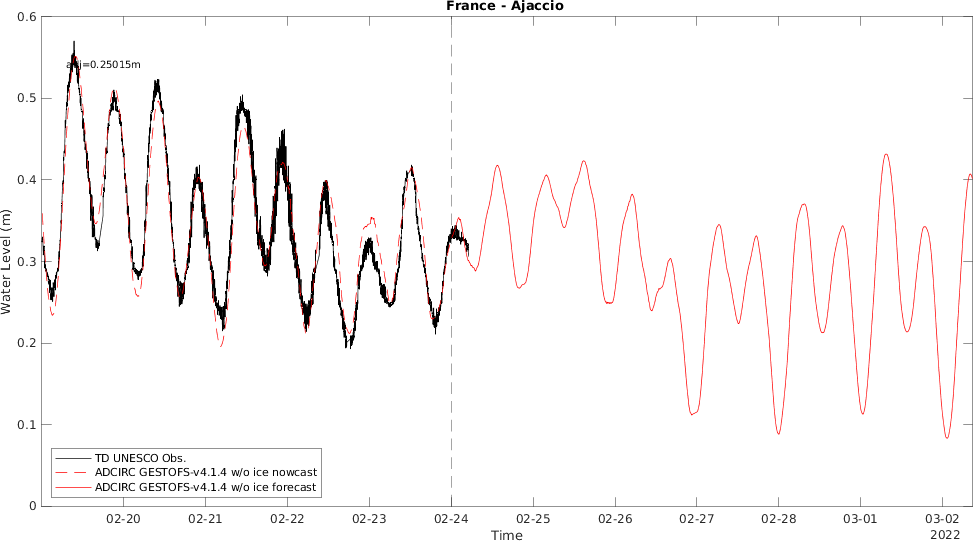 France - Ajaccio
0.6
0.5
0.4
0.3
0.2
0.1
0
Water Level (m)
=0.25015m
TD UNESCO Obs.
ADCIRC GESTOFS-v4.1.4 w/o ice nowcast
ADCIRC GESTOFS-v4.1.4 w/o ice forecast
02-20 02-21 02-22 02-23 02-24 02-25 02-26 02-27 02-28 03-01 03-02
Time
2022